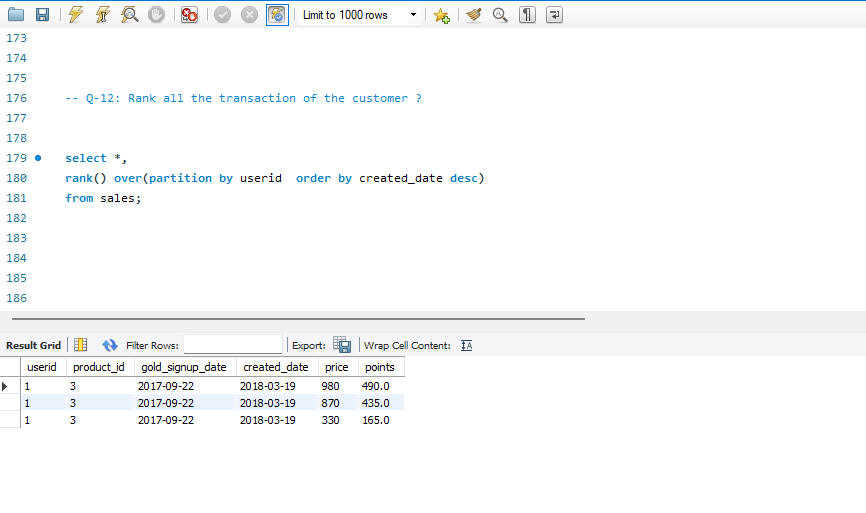 Limit to 1000 rows
173
174
175
176 -- Q-12: Rank all the transaction of the customer ?
177
178
179 select *,
180 rank() over(partition by userid  order by created_date desc)
181 from sales;
182
183
184
185
186
Result Grid Filter Rows: Export: Wrap Cell Content: IA
userid product_id gold_signup_date created_date price points
1 3 2017-09-22 2018-03-19 980 490.0
1 3 2017-09-22 2018-03-19 870 435.0
1 3 2017-09-22 2018-03-19 330 165.0